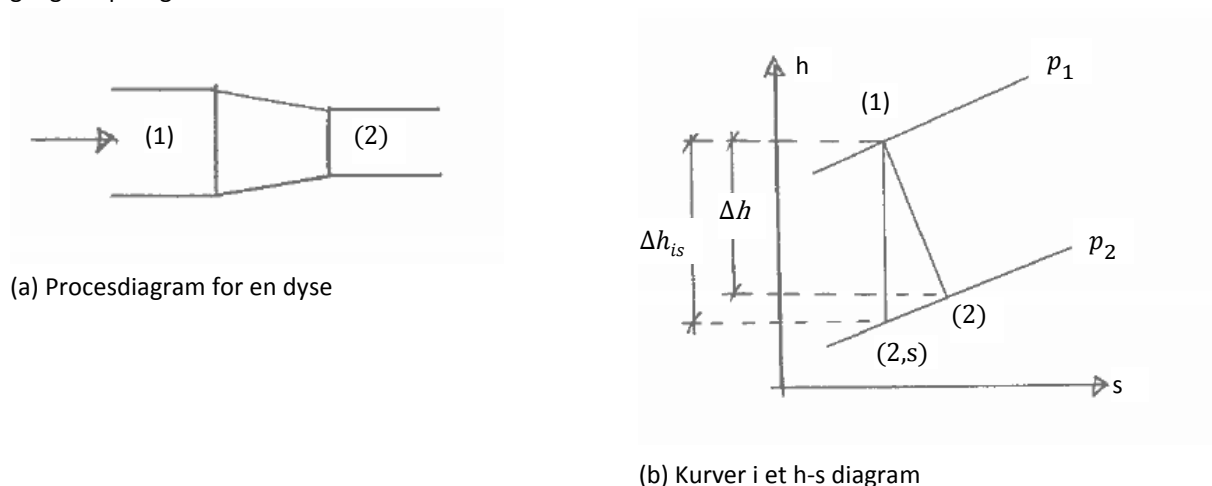 (1)
(2)
(a) Procesdiagram for en dyse
h
p₁
(1)
Δh
Δhᵢₛ
p₂
(2)
(2,s)
s
(b) Kurver i et h-s diagram